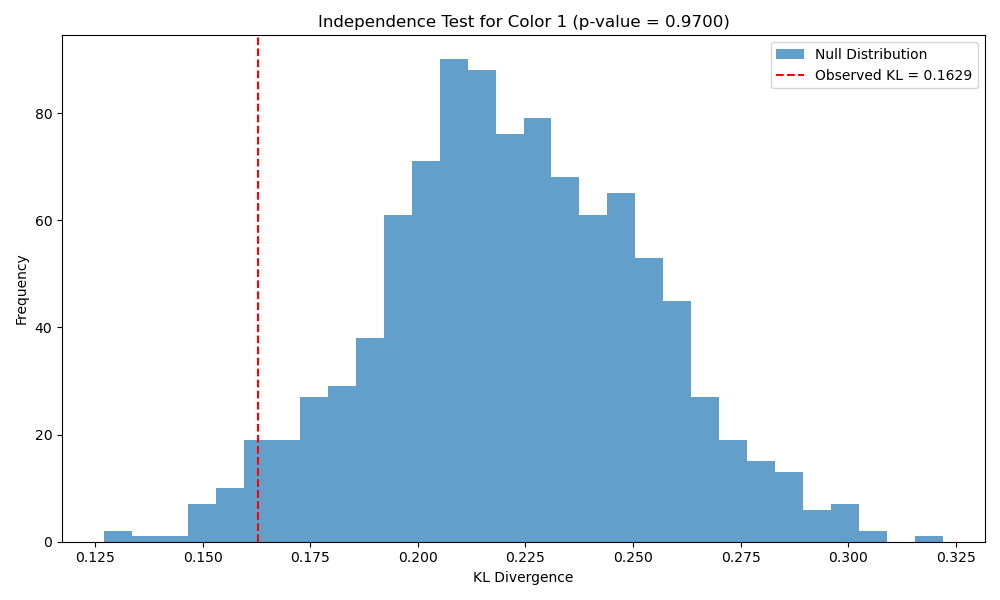 Independence Test for Color 1 (p-value = 0.9700)
Null Distribution
Observed KL = 0.1629
Frequency
80
60
40
20
0
0.125 0.150 0.175 0.200 0.225 0.250 0.275 0.300 0.325
KL Divergence